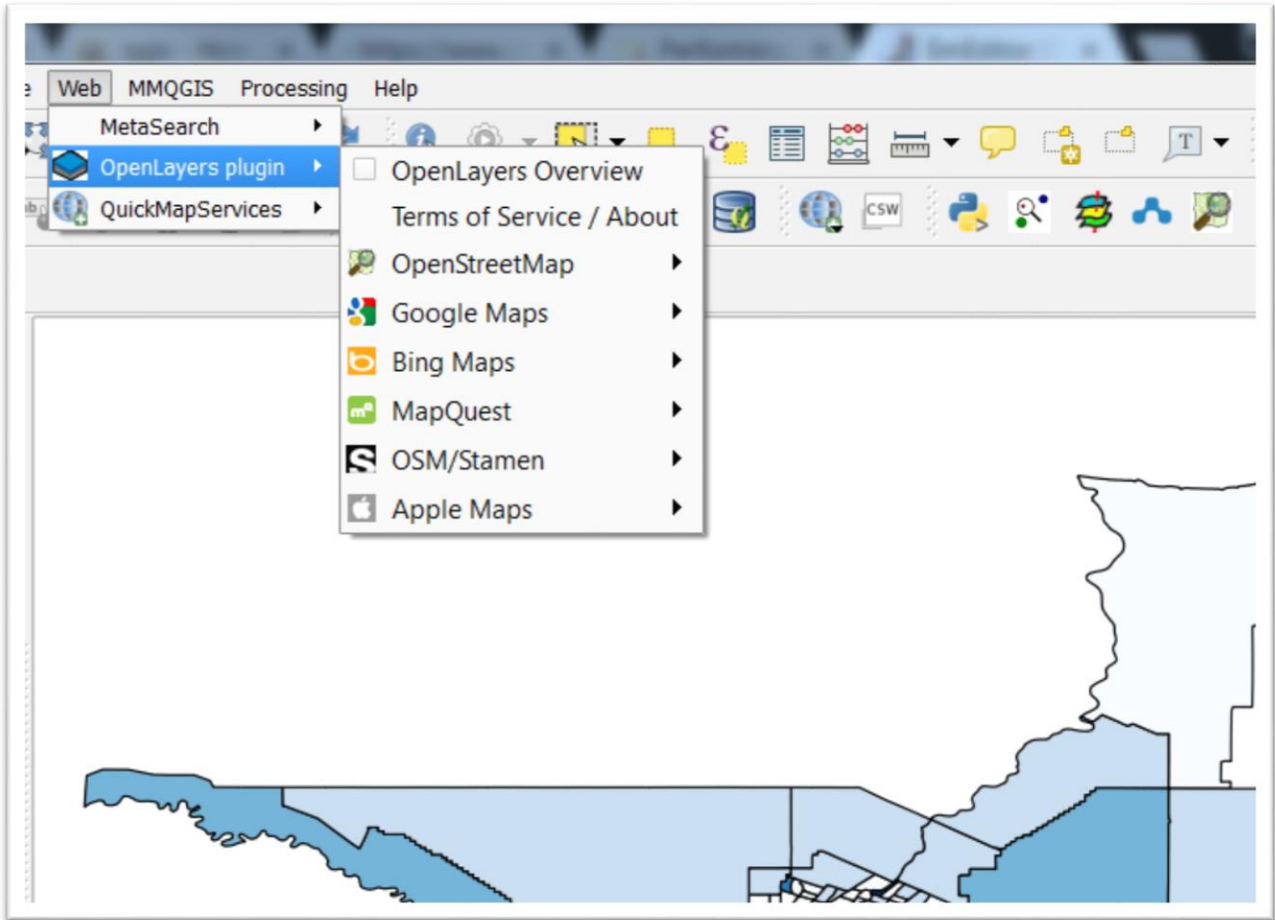 Web MMQGIS Processing Help
MetaSearch
OpenLayers plugin
QuickMapServices
OpenLayers Overview
Terms of Service / About
OpenStreetMap
Google Maps
Bing Maps
MapQuest
OSM/Stamen
Apple Maps
ε
T
CSW